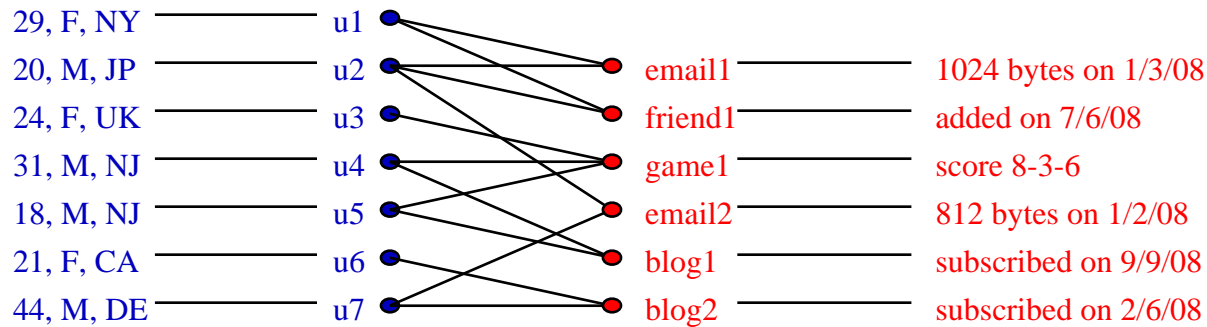 29, F, NY u1
20, M, JP u2 email1 1024 bytes on 1/3/08
24, F, UK u3 friend1 added on 7/6/08
31, M, NJ u4 game1 score 8-3-6
18, M, NJ u5 email2 812 bytes on 1/2/08
21, F, CA u6 blog1 subscribed on 9/9/08
44, M, DE u7 blog2 subscribed on 2/6/08